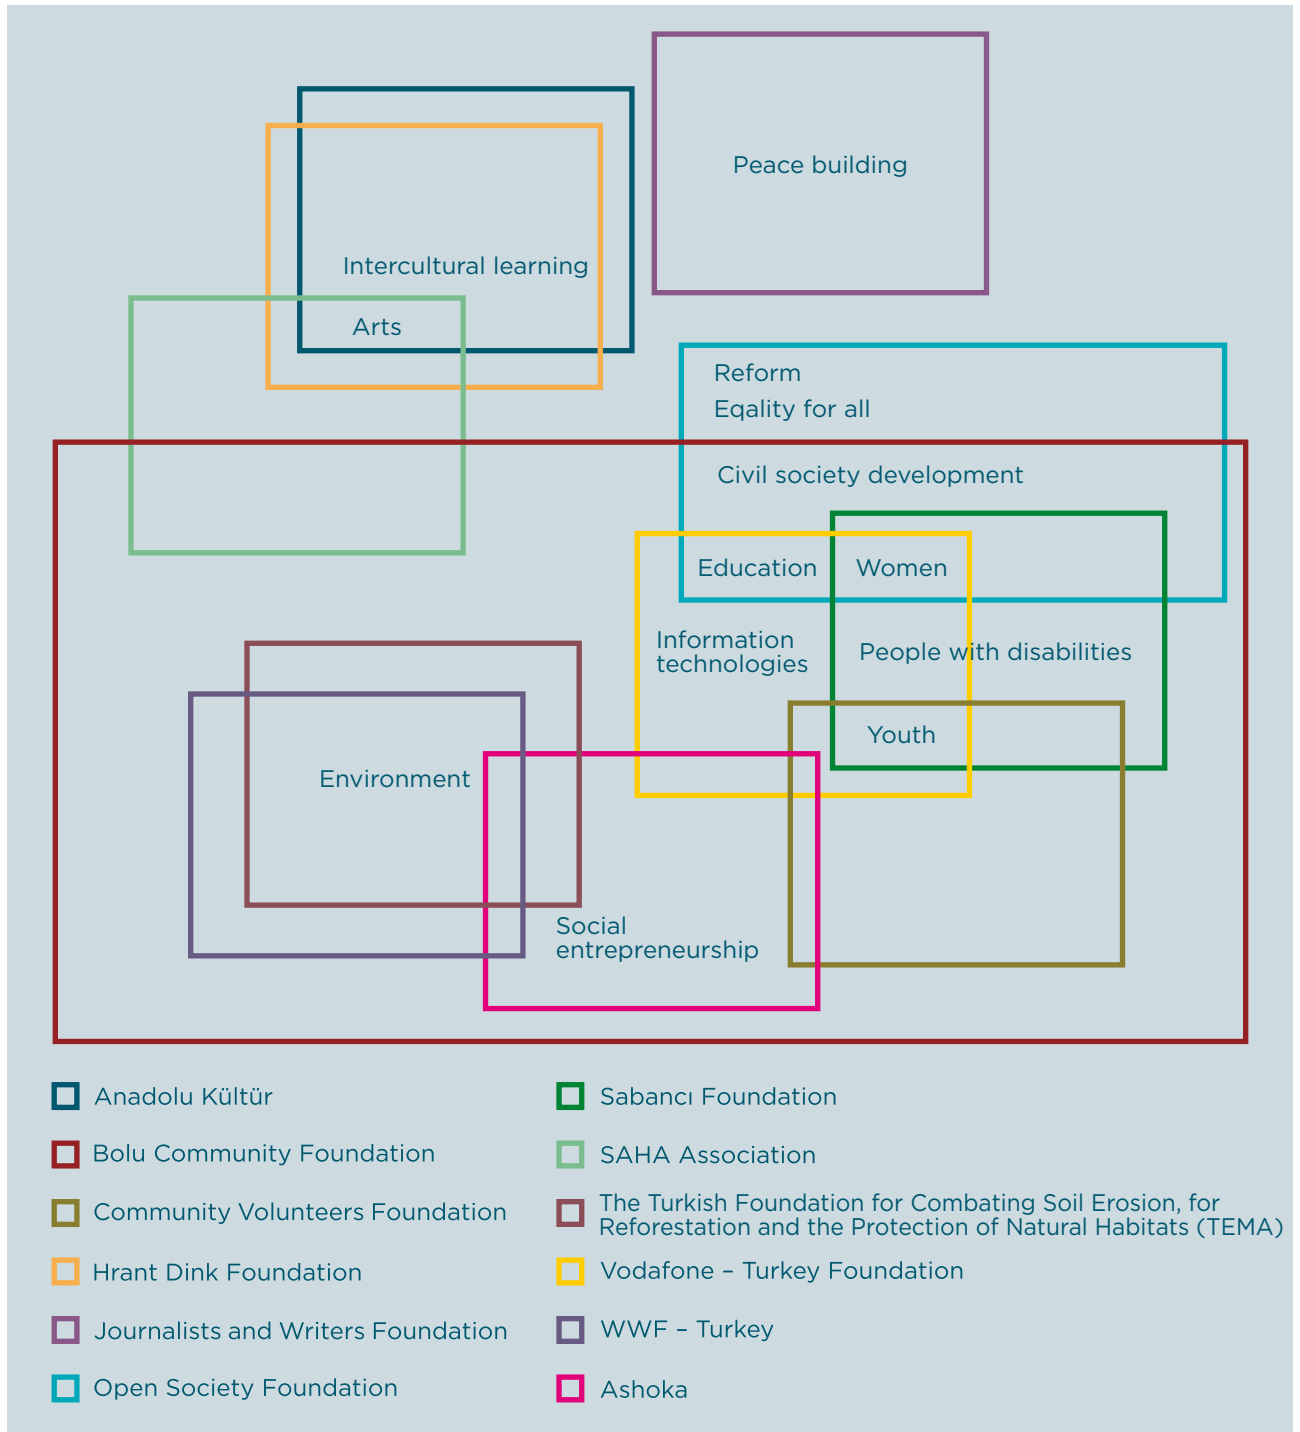 Peace building
Intercultural learning
Arts
Reform
Eqality for all
Civil society development
Education
Women
Information
technologies
People with disabilities
Youth
Environment
Social
entrepreneurship
Anadolu Kültür
Bolu Community Foundation
Community Volunteers Foundation
Hrant Dink Foundation
Journalists and Writers Foundation
Open Society Foundation
Sabancı Foundation
SAHA Association
The Turkish Foundation for Combating Soil Erosion, for
Reforestation and the Protection of Natural Habitats (TEMA)
Vodafone – Turkey Foundation
WWF – Turkey
Ashoka